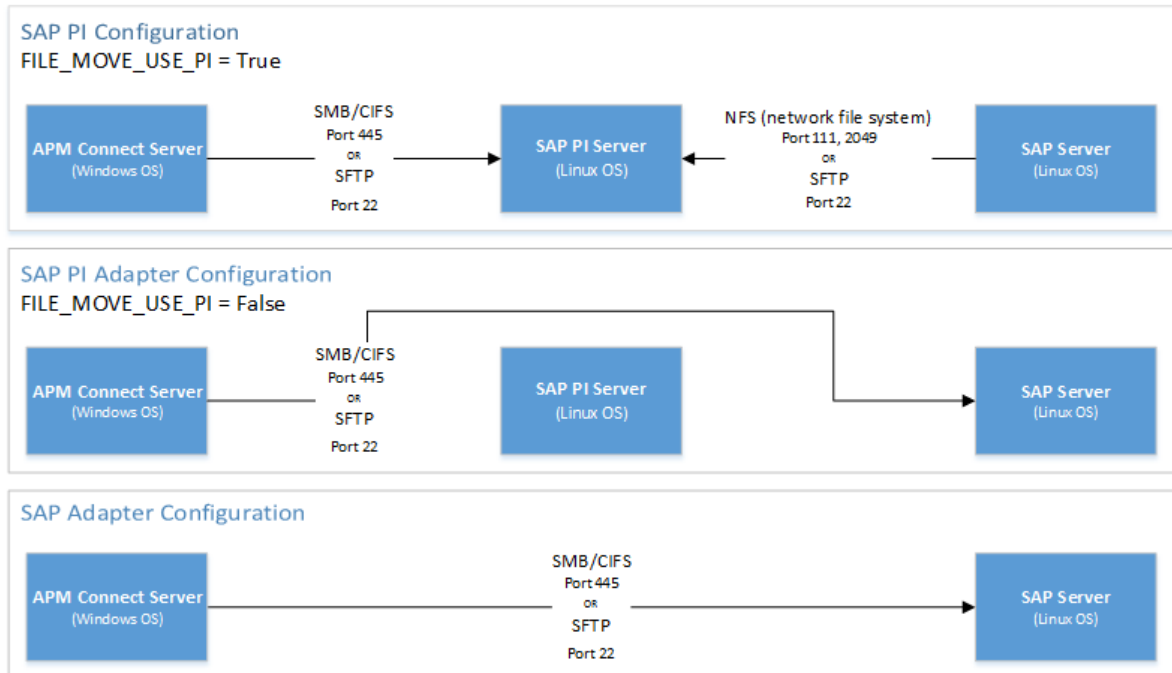 SAP PI Configuration
FILE_MOVE_USE_PI = True
APM Connect Server
(Windows OS)
SMB/CIFS
Port 445
OR
SFTP
Port 22
SAP PI Server
(Linux OS)
NFS (network file system)
Port 111, 2049
OR
SFTP
Port 22
SAP Server
(Linux OS)
SAP PI Adapter Configuration
FILE_MOVE_USE_PI = False
APM Connect Server
(Windows OS)
SMB/CIFS
Port 445
OR
SFTP
Port 22
SAP PI Server
(Linux OS)
SAP Server
(Linux OS)
SAP Adapter Configuration
APM Connect Server
(Windows OS)
SMB/CIFS
Port 445
OR
SFTP
Port 22
SAP Server
(Linux OS)